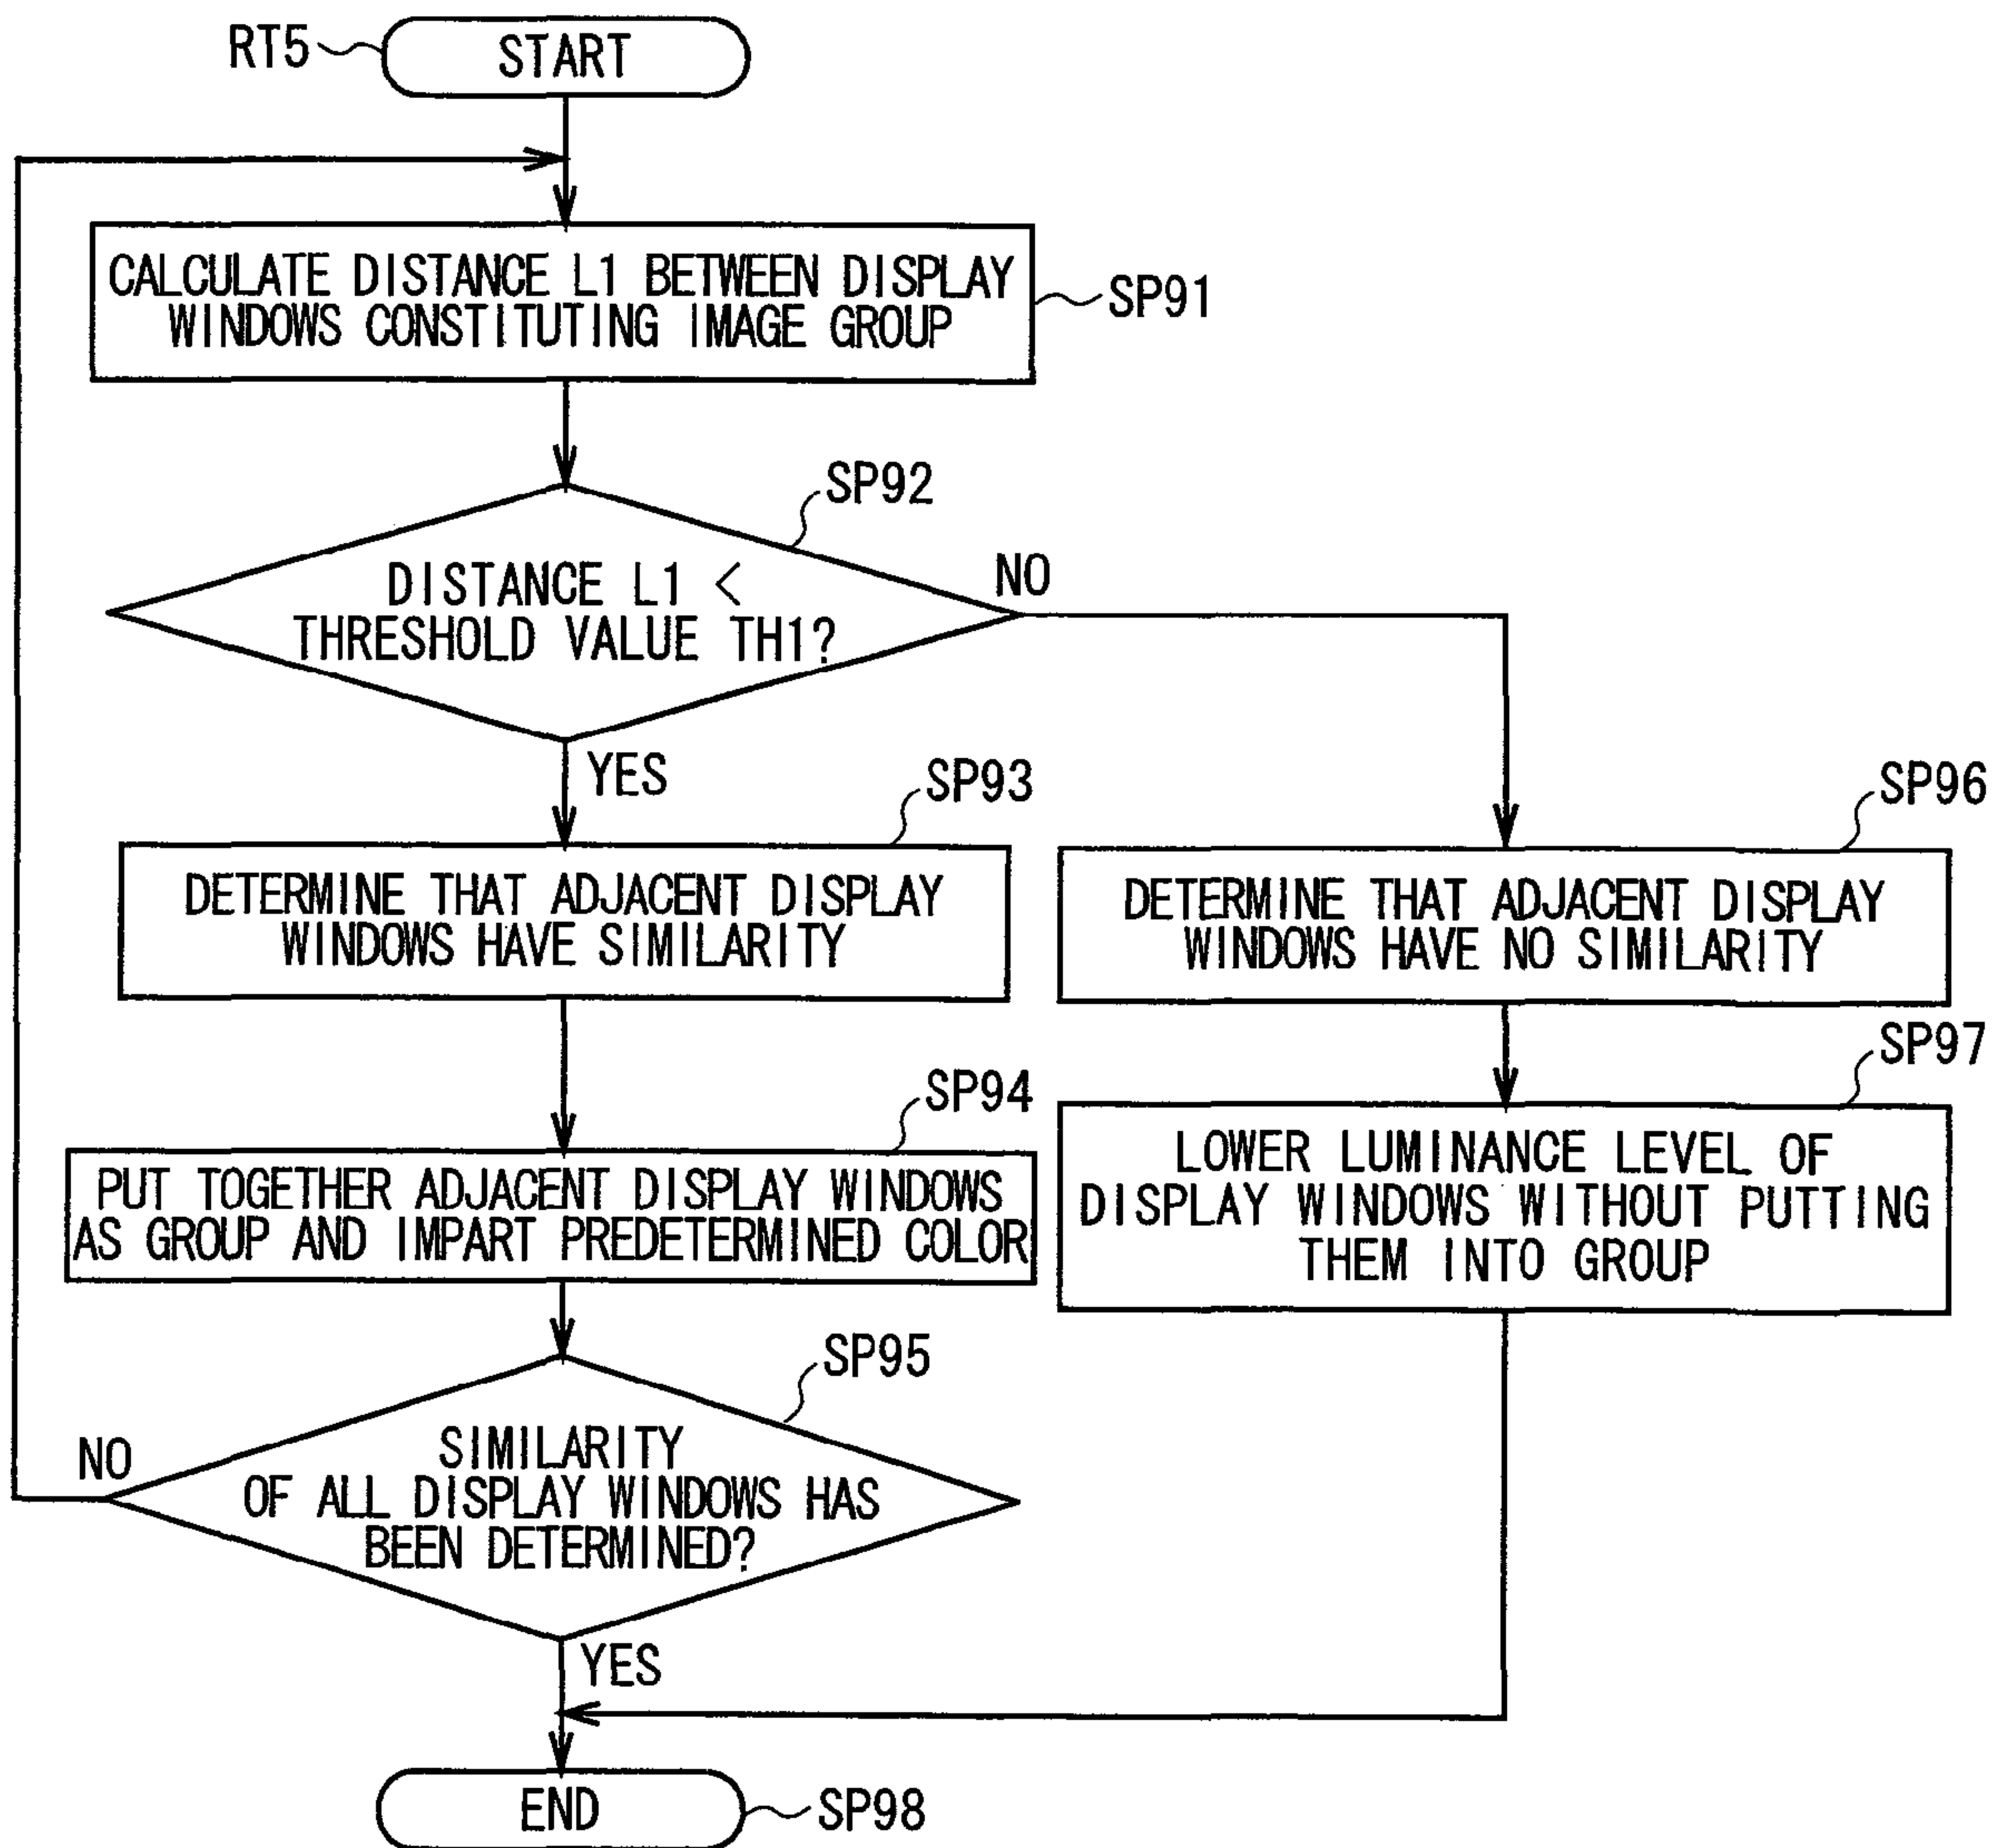 RT5
START
CALCULATE DISTANCE L1 BETWEEN DISPLAY
WINDOWS CONSTITUTING IMAGE GROUP
SP91
SP92
DISTANCE L1 <
THRESHOLD VALUE TH1?
NO
YES
SP93
DETERMINE THAT ADJACENT DISPLAY
WINDOWS HAVE SIMILARITY
SP96
DETERMINE THAT ADJACENT DISPLAY
WINDOWS HAVE NO SIMILARITY
SP94
PUT TOGETHER ADJACENT DISPLAY WINDOWS
AS GROUP AND IMPART PREDETERMINED COLOR
SP97
LOWER LUMINANCE LEVEL OF
DISPLAY WINDOWS WITHOUT PUTTING
THEM INTO GROUP
SP95
SIMILARITY
OF ALL DISPLAY WINDOWS HAS
BEEN DETERMINED?
NO
YES
END
SP98